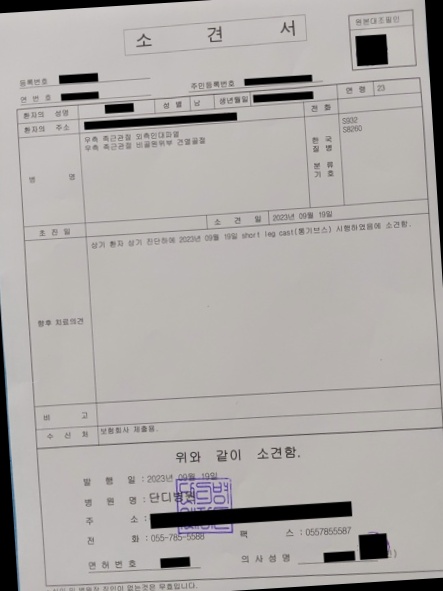 소 견 서
원본대조필인
등록번호
연 번 호
주민등록번호
환자의 성명 성 별 남 생년월일 연 령 23
환자의 주소 전 화
병 명
우측 족근관절 외측인대파열
우측 족근관절 비골원위부 견열골절
한 국 질 병 분 류 기 호
S932
S8260
초 진 일 소 견 일 2023년 09월 19일
향후 치료의견
상기 환자 상기 진단하에 2023년 09월 19일 short leg cast(통기브스) 시행하였음에 소견함.
비 고
수 신 처 보험회사 제출용.
위와 같이 소견함.
발 행 일 : 2023년 09월 19일
병 원 명 : 단디병원
주 소 :
전 화 : 055-785-5588 팩 스 : 0557855587
면허 번호 의 사 성 명